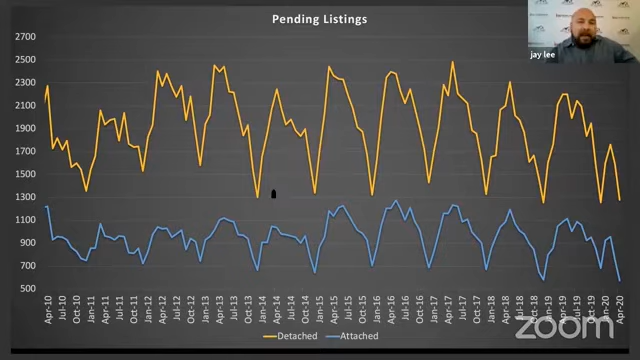 Pending Listings
jay lee
2700
2500
2300
2100
1900
1700
1500
1300
1100
900
700
500
Apr-10
Jul-10
Oct-10
Jan-11
Apr-11
Jul-11
Oct-11
Jan-12
Apr-12
Jul-12
Oct-12
Jan-13
Apr-13
Jul-13
Oct-13
Jan-14
Apr-14
Jul-14
Oct-14
Jan-15
Apr-15
Jul-15
Oct-15
Jan-16
Apr-16
Jul-16
Oct-16
Jan-17
Apr-17
Jul-17
Oct-17
Jan-18
Apr-18
Jul-18
Oct-18
Jan-19
Apr-19
Jul-19
Oct-19
Jan-20
Apr-20
Detached Attached
zoom